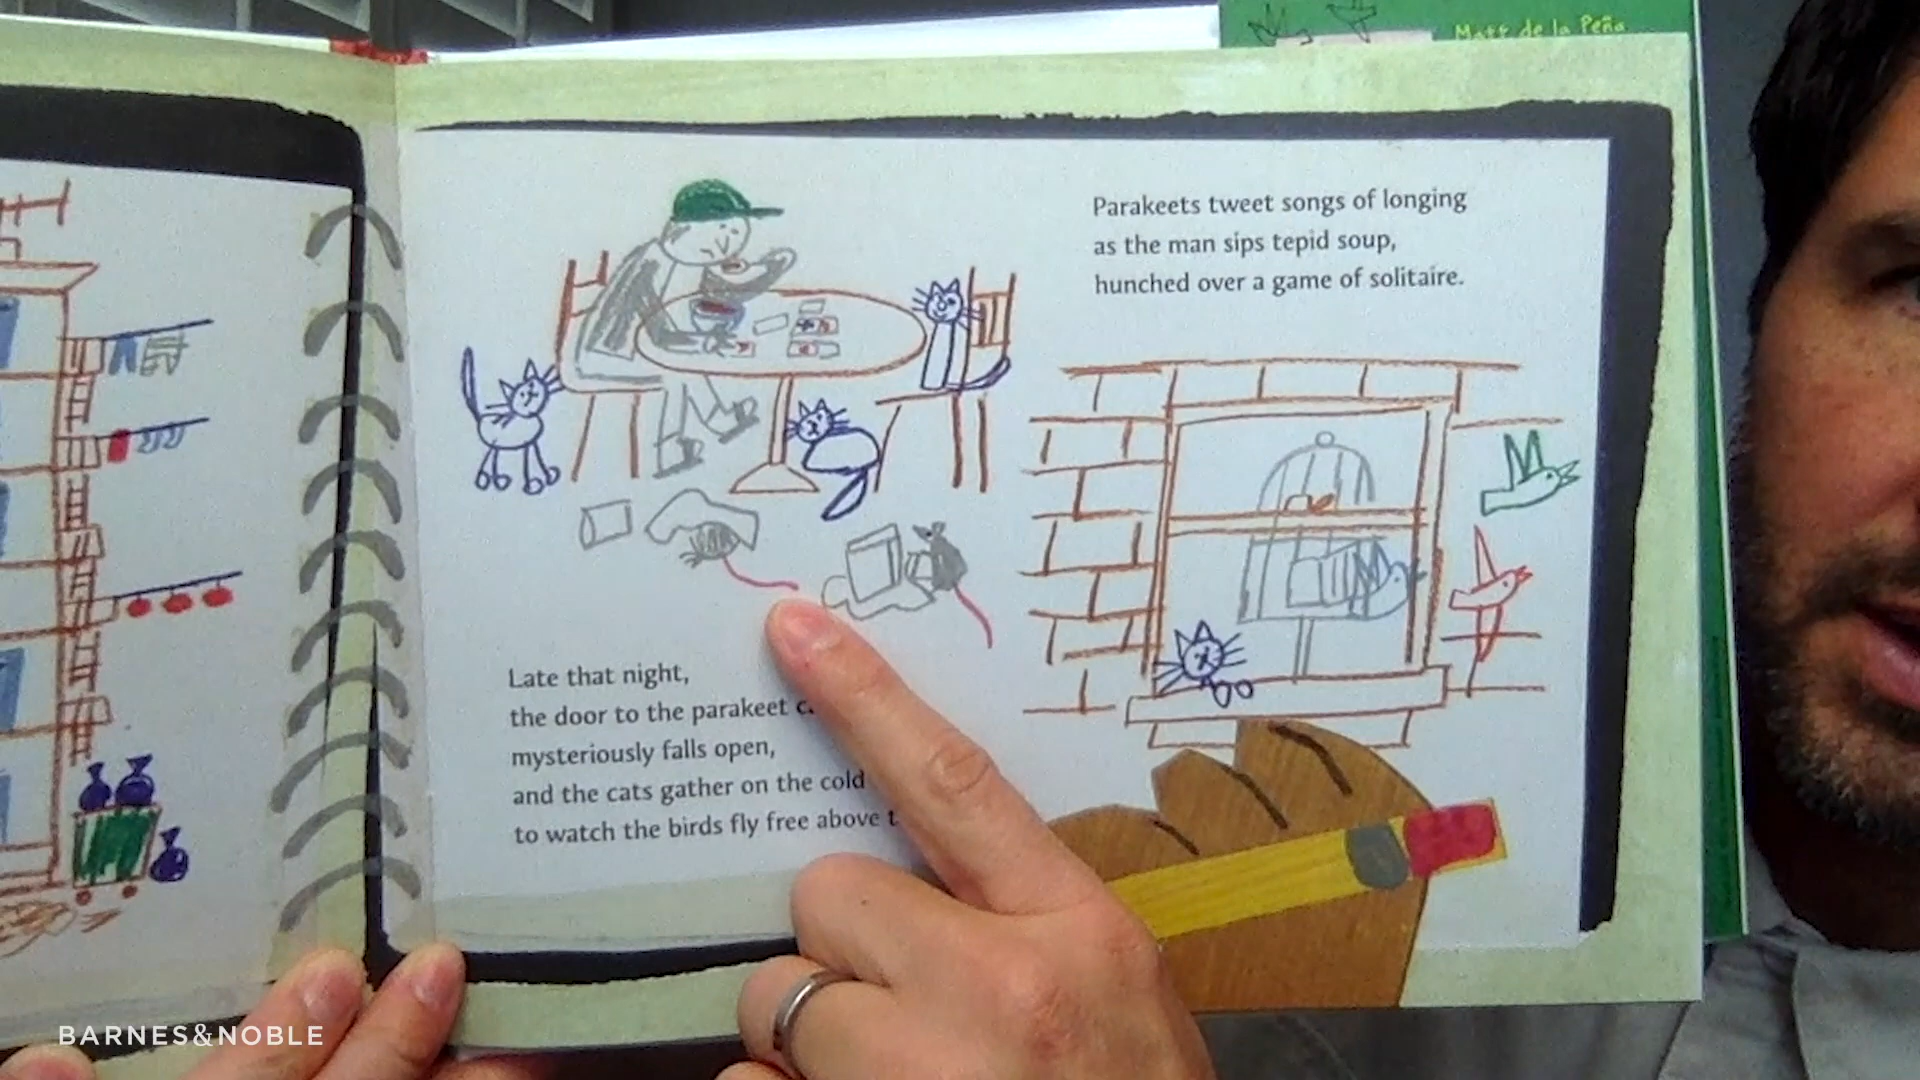 Matt de la Peña
Parakeets tweet songs of longing
as the man sips tepid soup,
hunched over a game of solitaire.
Late that night,
the door to the parakeet
mysteriously falls open,
and the cats gather on the cold
to watch the birds fly free above
BARNES&NOBLE